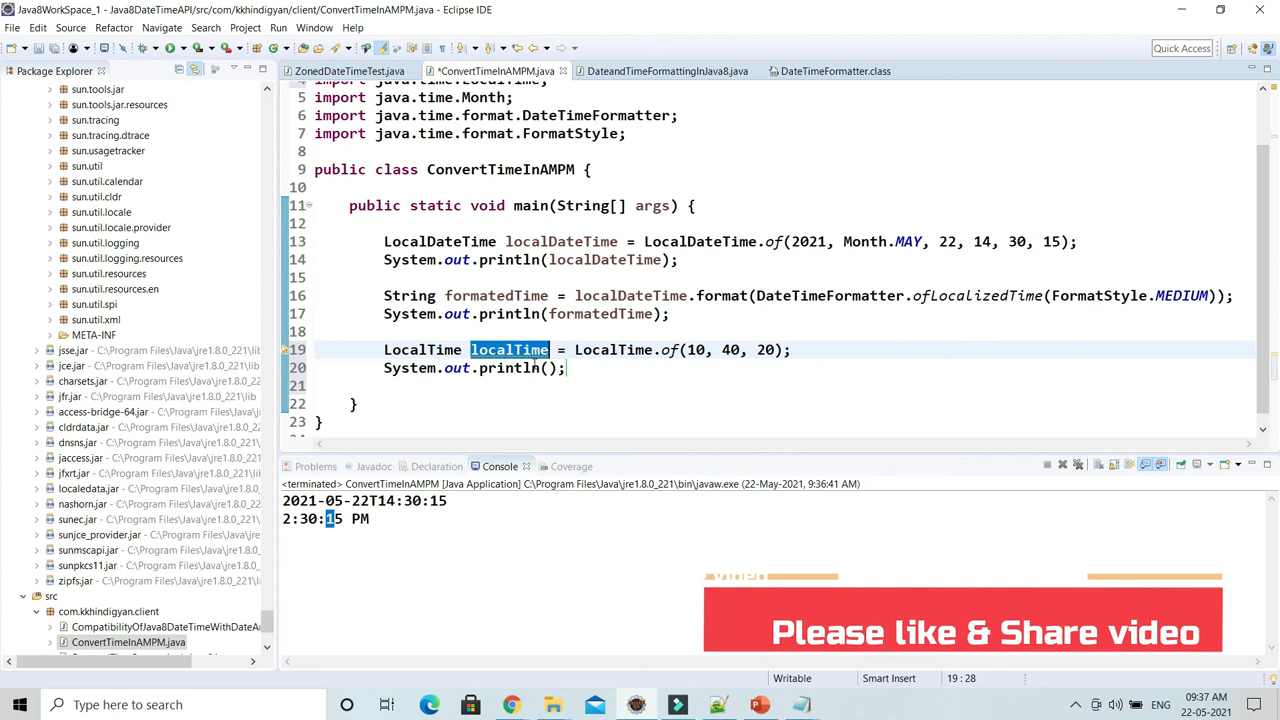 Java8WorkSpace_1 - Java8DateTimeAPI/src/com/kkhindigyan/client/ConvertTimeInAMPM.java - Eclipse IDE
File Edit Source Refactor Navigate Search Project Run Window Help
Quick Access
Package Explorer
ZonedDateTimeTest.java *ConvertTimeInAMPM.java DateandTimeFormattingInJava8.java DateTimeFormatter.class
sun.tools.jar
sun.tools.jar.resources
sun.tracing
sun.tracing.dtrace
sun.usagetracker
sun.util
sun.util.calendar
sun.util.cldr
sun.util.locale
sun.util.locale.provider
sun.util.logging
sun.util.logging.resources
sun.util.resources
sun.util.resources.en
sun.util.spi
sun.util.xml
META-INF
jsse.jar - C:\Program Files\Java\jre1.8.0_221\lib
jce.jar - C:\Program Files\Java\jre1.8.0_221\lib
charsets.jar - C:\Program Files\Java\jre1.8.0_221\
jfr.jar - C:\Program Files\Java\jre1.8.0_221\lib
access-bridge-64.jar - C:\Program Files\Java\jre1
cldrdata.jar - C:\Program Files\Java\jre1.8.0_221\
dnsns.jar - C:\Program Files\Java\jre1.8.0_221\lib
jaccess.jar - C:\Program Files\Java\jre1.8.0_221\li
jfxrt.jar - C:\Program Files\Java\jre1.8.0_221\lib\e
localedata.jar - C:\Program Files\Java\jre1.8.0_22
nashorn.jar - C:\Program Files\Java\jre1.8.0_221\
sunec.jar - C:\Program Files\Java\jre1.8.0_221\lib
sunjce_provider.jar - C:\Program Files\Java\jre1.8
sunmscapi.jar - C:\Program Files\Java\jre1.8.0_22
sunpkcs11.jar - C:\Program Files\Java\jre1.8.0_22
zipfs.jar - C:\Program Files\Java\jre1.8.0_221\lib\
src
com.kkhindigyan.client
CompatibilityOfJava8DateTimeWithDateAn
ConvertTimeInAMPM.java
import java.time.LocalTime;
5 import java.time.Month;
6 import java.time.format.DateTimeFormatter;
7 import java.time.format.FormatStyle;
8
9 public class ConvertTimeInAMPM {
10
11 public static void main(String[] args) {
12
13 LocalDateTime localDateTime = LocalDateTime.of(2021, Month.MAY, 22, 14, 30, 15);
14 System.out.println(localDateTime);
15
16 String formatedTime = localDateTime.format(DateTimeFormatter.ofLocalizedTime(FormatStyle.MEDIUM));
17 System.out.println(formatedTime);
18
19 LocalTime localTime = LocalTime.of(10, 40, 20);
20 System.out.println();
21
22 }
23 }
Problems Javadoc Declaration Console Coverage
<terminated> ConvertTimeInAMPM [Java Application] C:\Program Files\Java\jre1.8.0_221\bin\javaw.exe (22-May-2021, 9:36:41 AM)
2021-05-22T14:30:15
2:30:15 PM
Please like & Share video
Writable Smart Insert 19 : 28
Type here to search
ENG
09:37 AM
22-05-2021